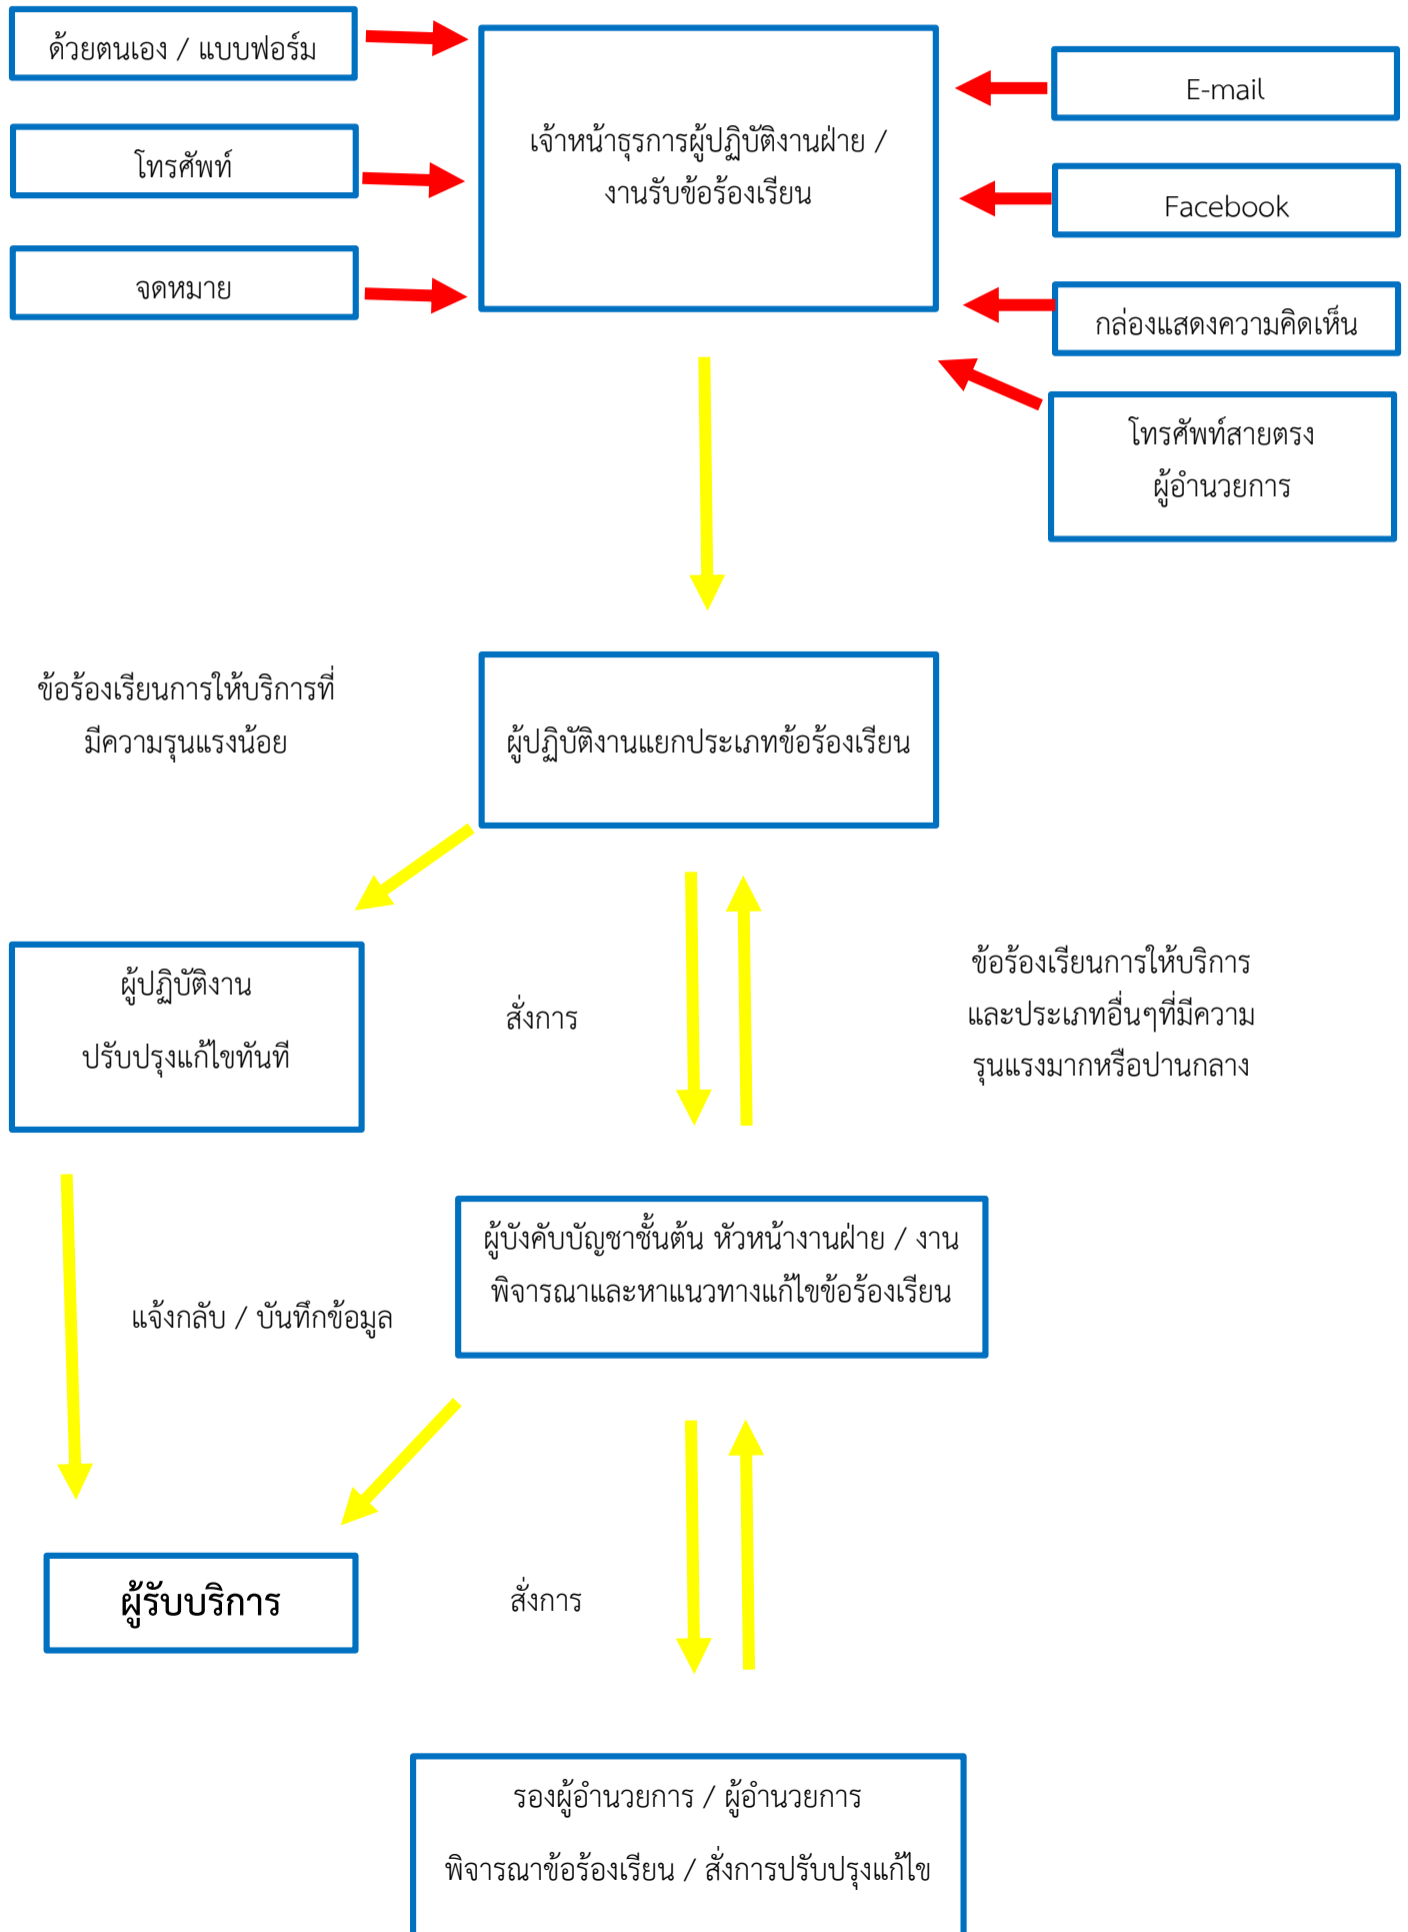 ด้วยตนเอง / แบบฟอร์ม
โทรศัพท์
จดหมาย
เจ้าหน้าธุรการผู้ปฏิบัติงานฝ่าย /
งานรับข้อร้องเรียน
E-mail
Facebook
กล่องแสดงความคิดเห็น
โทรศัพท์สายตรง
ผู้อำนวยการ
ข้อร้องเรียนการให้บริการที่
มีความรุนแรงน้อย
ผู้ปฏิบัติงานแยกประเภทข้อร้องเรียน
ผู้ปฏิบัติงาน
ปรับปรุงแก้ไขทันที
สั่งการ
ข้อร้องเรียนการให้บริการ
และประเภทอื่นๆที่มีความ
รุนแรงมากหรือปานกลาง
ผู้บังคับบัญชาชั้นต้น หัวหน้างานฝ่าย / งาน
พิจารณาและหาแนวทางแก้ไขข้อร้องเรียน
แจ้งกลับ / บันทึกข้อมูล
ผู้รับบริการ
สั่งการ
รองผู้อำนวยการ / ผู้อำนวยการ
พิจารณาข้อร้องเรียน / สั่งการปรับปรุงแก้ไข